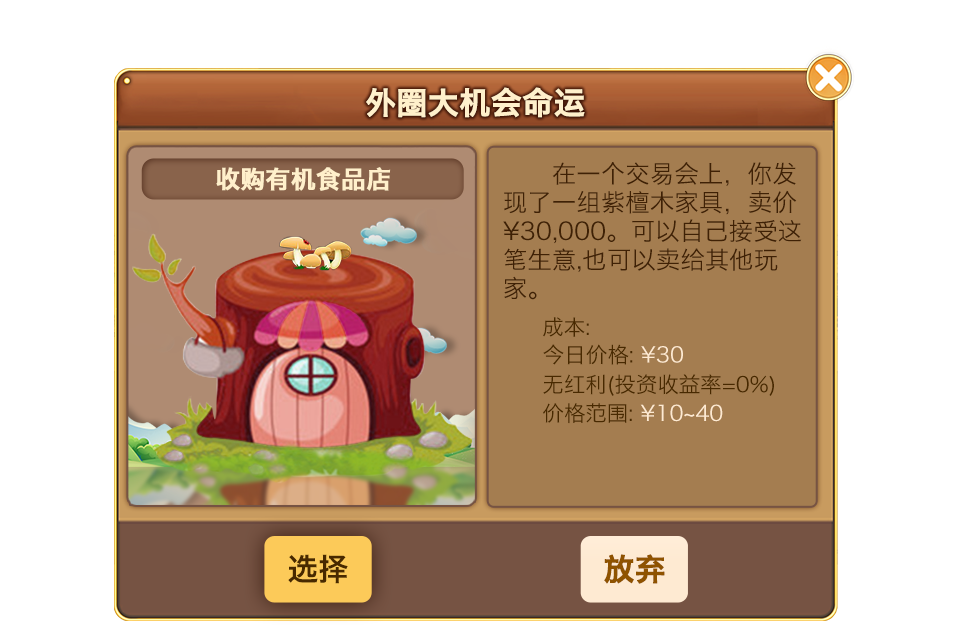 外圈大机会命运
收购有机食品店
在一个交易会上，你发
现了一组紫檀木家具，卖价
¥30,000。可以自己接受这
笔生意,也可以卖给其他玩
家。
成本:
今日价格: ¥30
无红利(投资收益率=0%)
价格范围: ¥10~40
选择
放弃